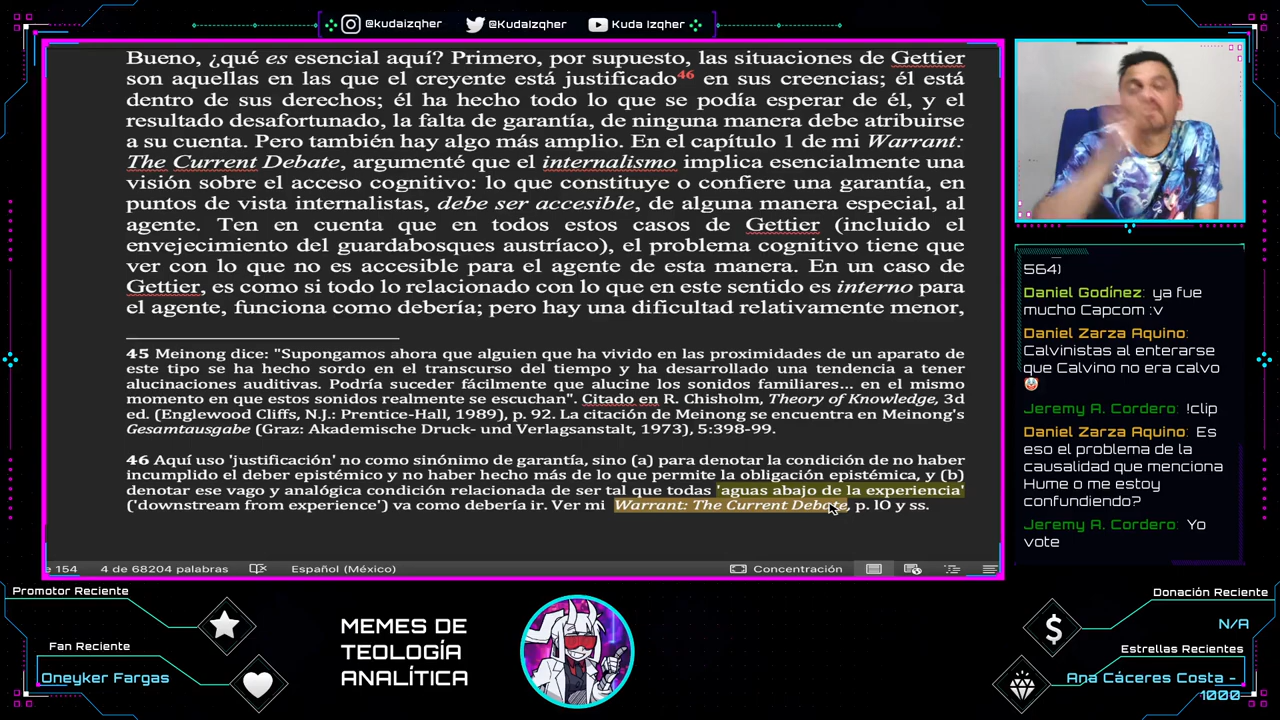 @kudaizqher @Kudaizqher Kuda Izqher
Bueno, ¿qué es esencial aquí? Primero, por supuesto, las situaciones de Gettier
son aquellas en las que el creyente está justificado46 en sus creencias; él está
dentro de sus derechos; él ha hecho todo lo que se podía esperar de él, y el
resultado desafortunado, la falta de garantía, de ninguna manera debe atribuirse
a su cuenta. Pero también hay algo más amplio. En el capítulo 1 de mi Warrant:
The Current Debate, argumenté que el internalismo implica esencialmente una
visión sobre el acceso cognitivo: lo que constituye o confiere una garantía, en
puntos de vista internalistas, debe ser accesible, de alguna manera especial, al
agente. Ten en cuenta que en todos estos casos de Gettier (incluido el
envejecimiento del guardabosques austríaco), el problema cognitivo tiene que
ver con lo que no es accesible para el agente de esta manera. En un caso de
Gettier, es como si todo lo relacionado con lo que en este sentido es interno para
el agente, funciona como debería; pero hay una dificultad relativamente menor,
45 Meinong dice: "Supongamos ahora que alguien que ha vivido en las proximidades de un aparato de
este tipo se ha hecho sordo en el transcurso del tiempo y ha desarrollado una tendencia a tener
alucinaciones auditivas. Podría suceder fácilmente que alucine los sonidos familiares... en el mismo
momento en que estos sonidos realmente se escuchan". Citado en R. Chisholm, Theory of Knowledge, 3d
ed. (Englewood Cliffs, N.J.: Prentice-Hall, 1989), p. 92. La citación de Meinong se encuentra en Meinong's
Gesamtausgabe (Graz: Akademische Druck- und Verlagsanstalt, 1973), 5:398-99.
46 Aquí uso 'justificación' no como sinónimo de garantía, sino (a) para denotar la condición de no haber
incumplido el deber epistémico y no haber hecho más de lo que permite la obligación epistémica, y (b)
denotar ese vago y analógica condición relacionada de ser tal que todas 'aguas abajo de la experiencia'
('downstream from experience') va como debería ir. Ver mi Warrant: The Current Debate, p. l0 y ss.
e 154 4 de 68204 palabras Español (México) Concentración
564)
Daniel Godínez: ya fue
mucho Capcom :v
Daniel Zarza Aquino:
Calvinistas al enterarse
que Calvino no era calvo
Jeremy A. Cordero: !clip
Daniel Zarza Aquino: Es
eso el problema de la
causalidad que menciona
Hume o me estoy
confundiendo?
Jeremy A. Cordero: Yo
vote
Promotor Reciente
Fan Reciente
Oneyker Fargas
MEMES DE
TEOLOGÍA
ANALÍTICA
Donación Reciente
N/A
Estrellas Recientes
Ana Cáceres Costa -
1000